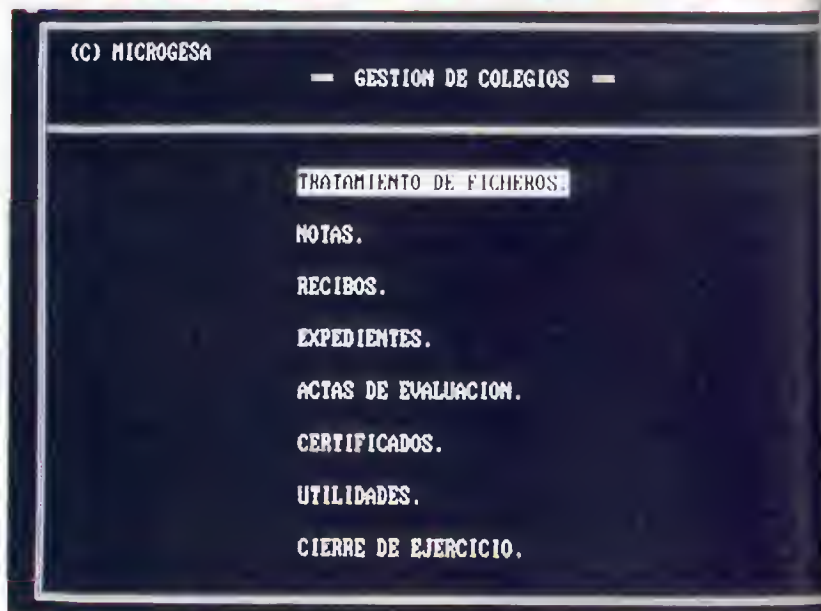 (C) MICROGESA
GESTION DE COLEGIOS
TRATAMIENTO DE FICHEROS.
NOTAS.
RECIBOS.
EXPEDIENTES.
ACTAS DE EVALUACION.
CERTIFICADOS.
UTILIDADES.
CIERRE DE EJERCICIO.